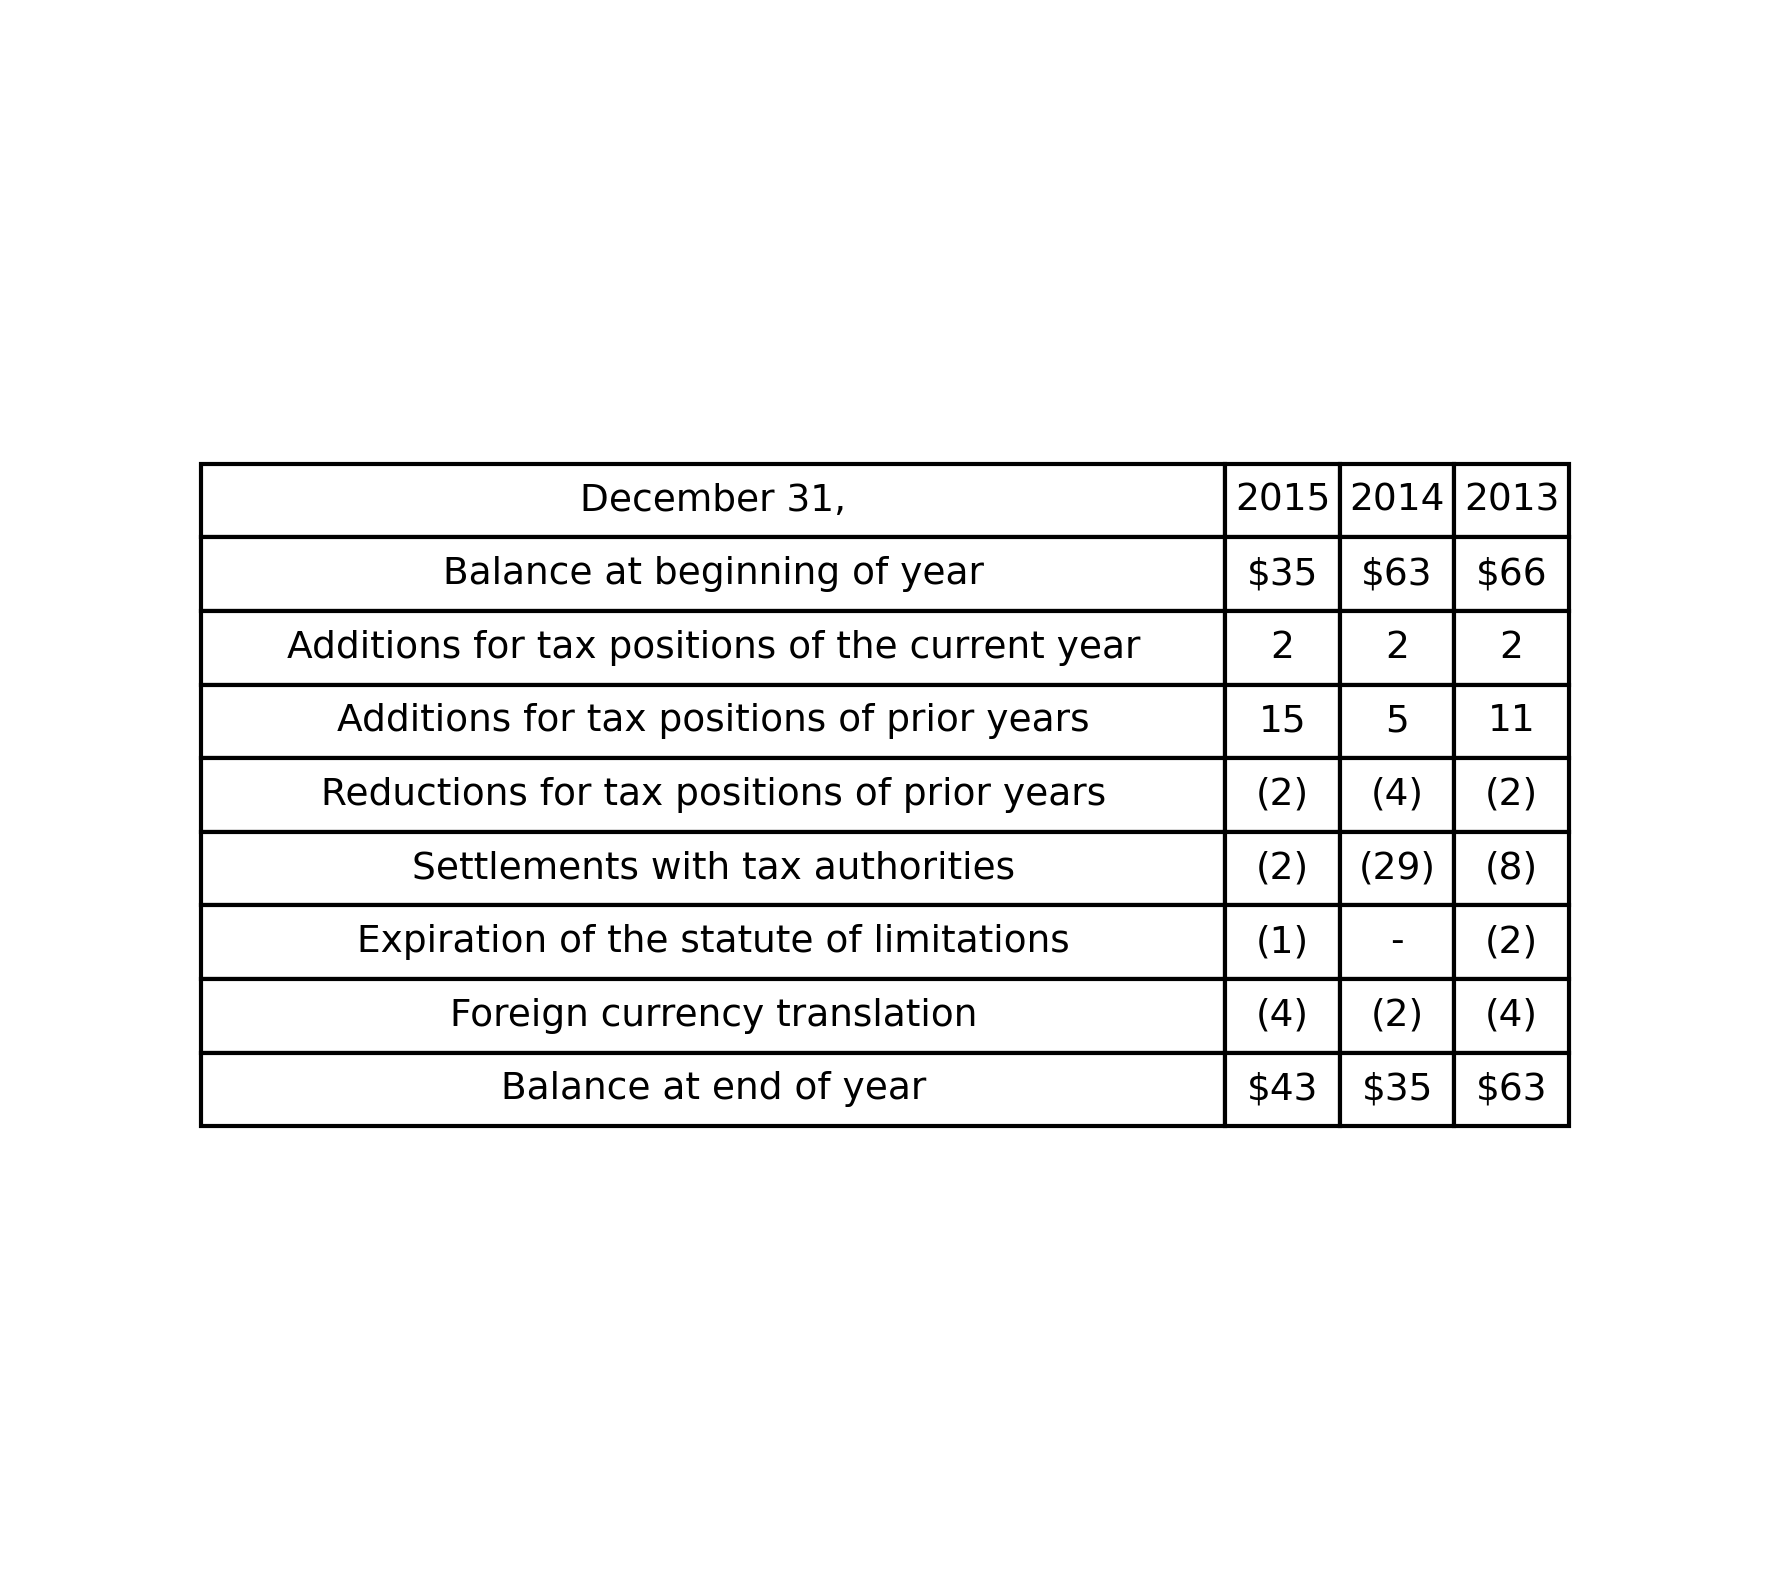 December 31, 2015 2014 2013
Balance at beginning of year $35 $63 $66
Additions for tax positions of the current year 2 2 2
Additions for tax positions of prior years 15 5 11
Reductions for tax positions of prior years (2) (4) (2)
Settlements with tax authorities (2) (29) (8)
Expiration of the statute of limitations (1) - (2)
Foreign currency translation (4) (2) (4)
Balance at end of year $43 $35 $63